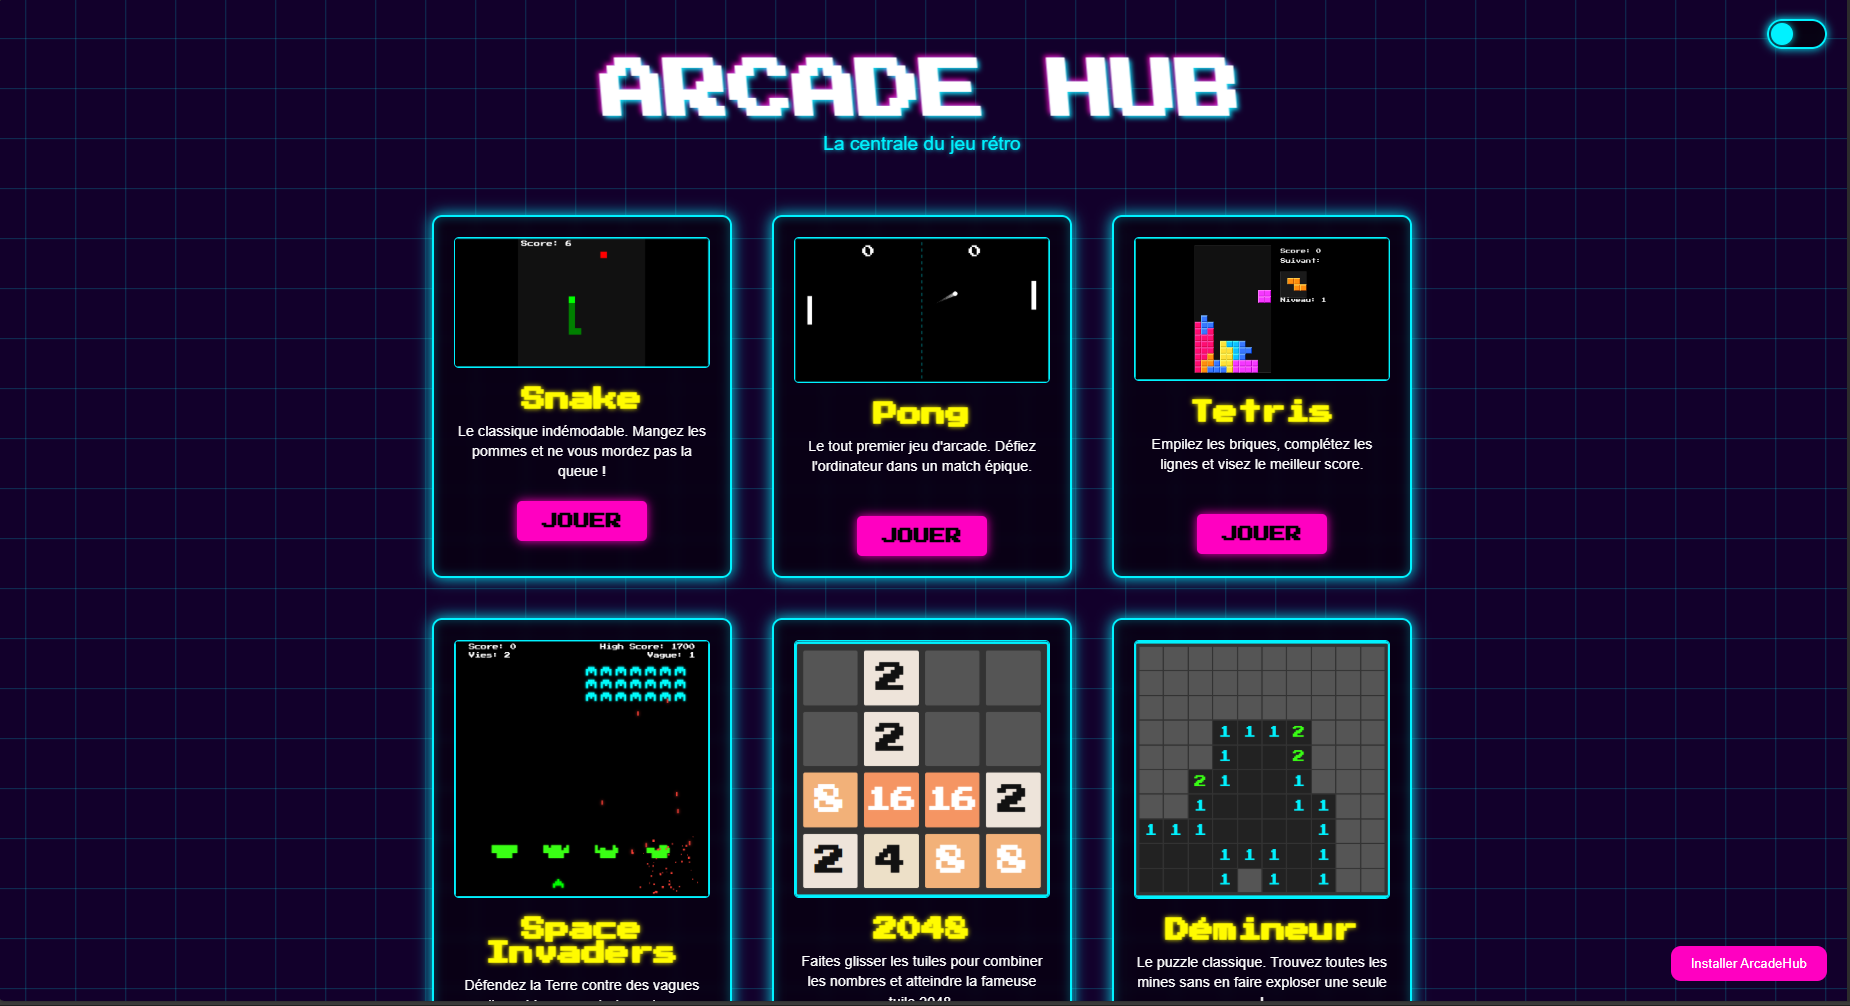 ARCADE HUB
La centrale du jeu rétro
Score: 6
Snake
Le classique indémodable. Mangez les
pommes et ne vous mordez pas la
queue !
JOUER
0 0
Pong
Le tout premier jeu d'arcade. Défiez
l'ordinateur dans un match épique.
JOUER
Score: 0
Suivant:
Niveau: 1
Tetris
Empilez les briques, complétez les
lignes et visez le meilleur score.
JOUER
Score: 0 High Score: 1700
Vies: 2 Vague: 1
Space
Invaders
Défendez la Terre contre des vagues
2
2
8 16 16 2
2 4 8 8
2048
Faites glisser les tuiles pour combiner
les nombres et atteindre la fameuse
tuile 2048
1 1 1 2
1 2
2 1 1
1 1 1
1 1 1 1
1 1 1 1
1 1 1
Démineur
Le puzzle classique. Trouvez toutes les
mines sans en faire exploser une seule
!
Installer ArcadeHub